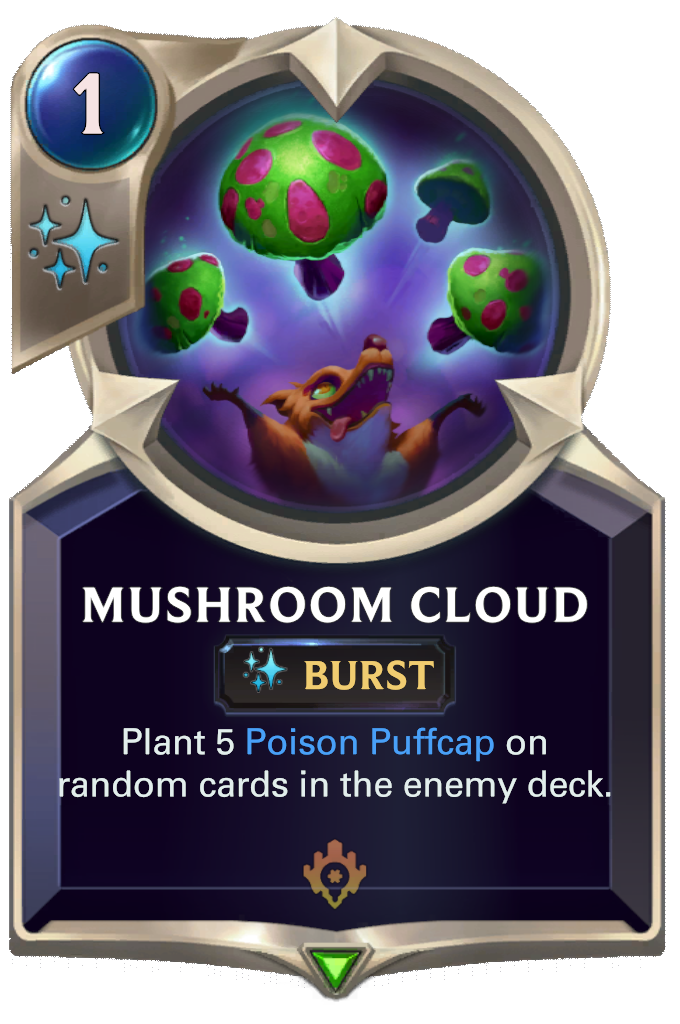 1
MUSHROOM CLOUD
BURST
Plant 5 Poison Puffcap on
random cards in the enemy deck.